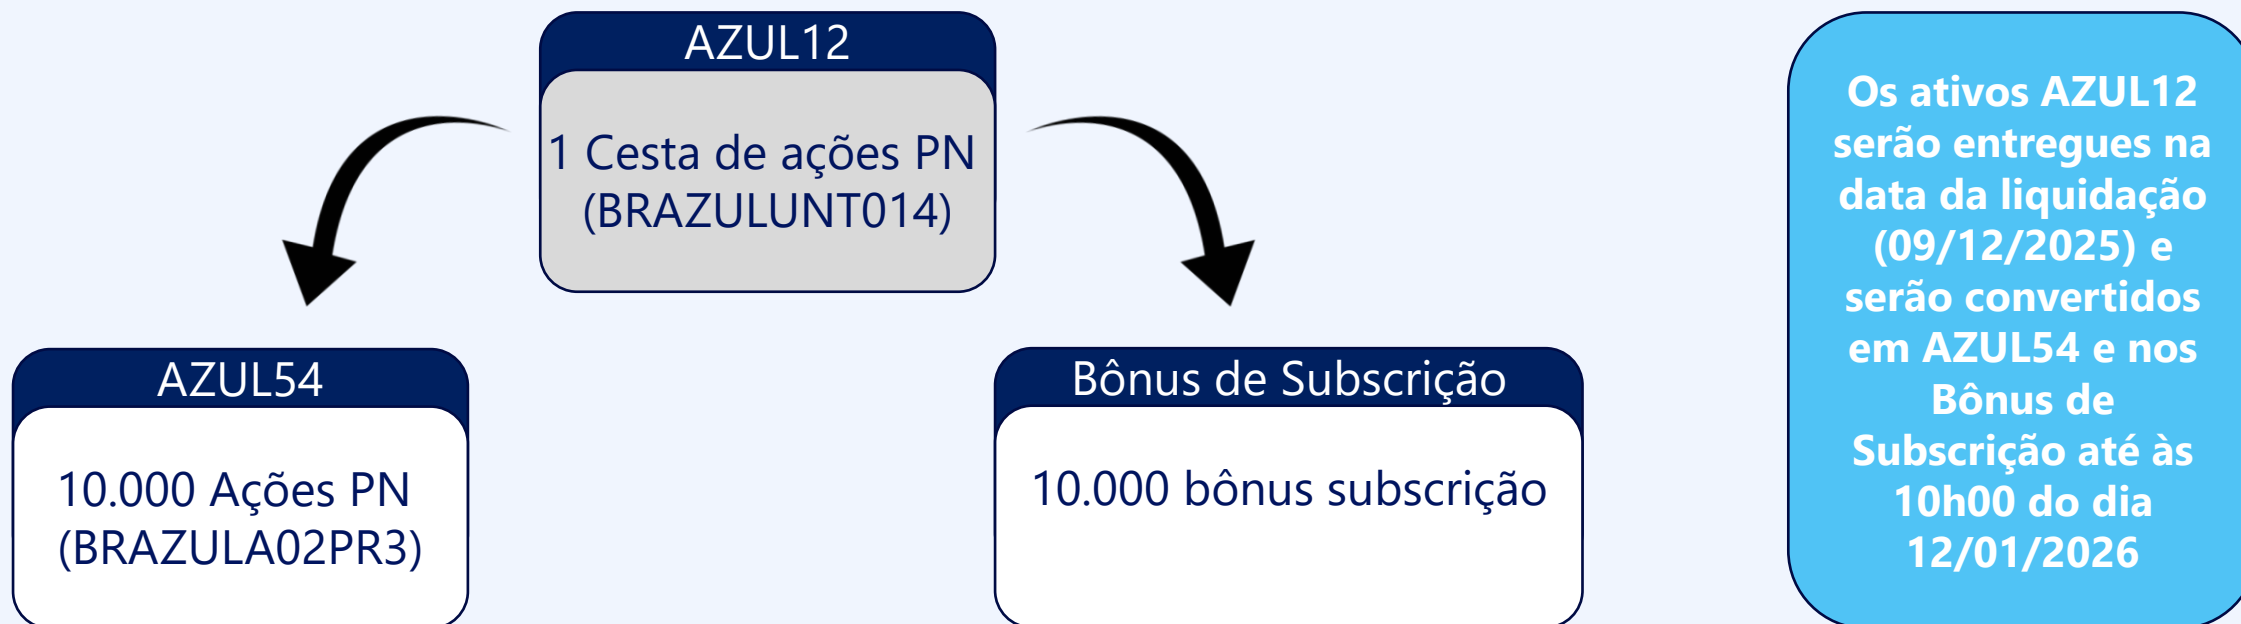 AZUL12
1 Cesta de ações PN
(BRAZULUNT014)
AZUL54
10.000 Ações PN
(BRAZULA02PR3)
Bônus de Subscrição
10.000 bônus subscrição
Os ativos AZUL12
serão entregues na
data da liquidação
(09/12/2025) e
serão convertidos
em AZUL54 e nos
Bônus de
Subscrição até às
10h00 do dia
12/01/2026